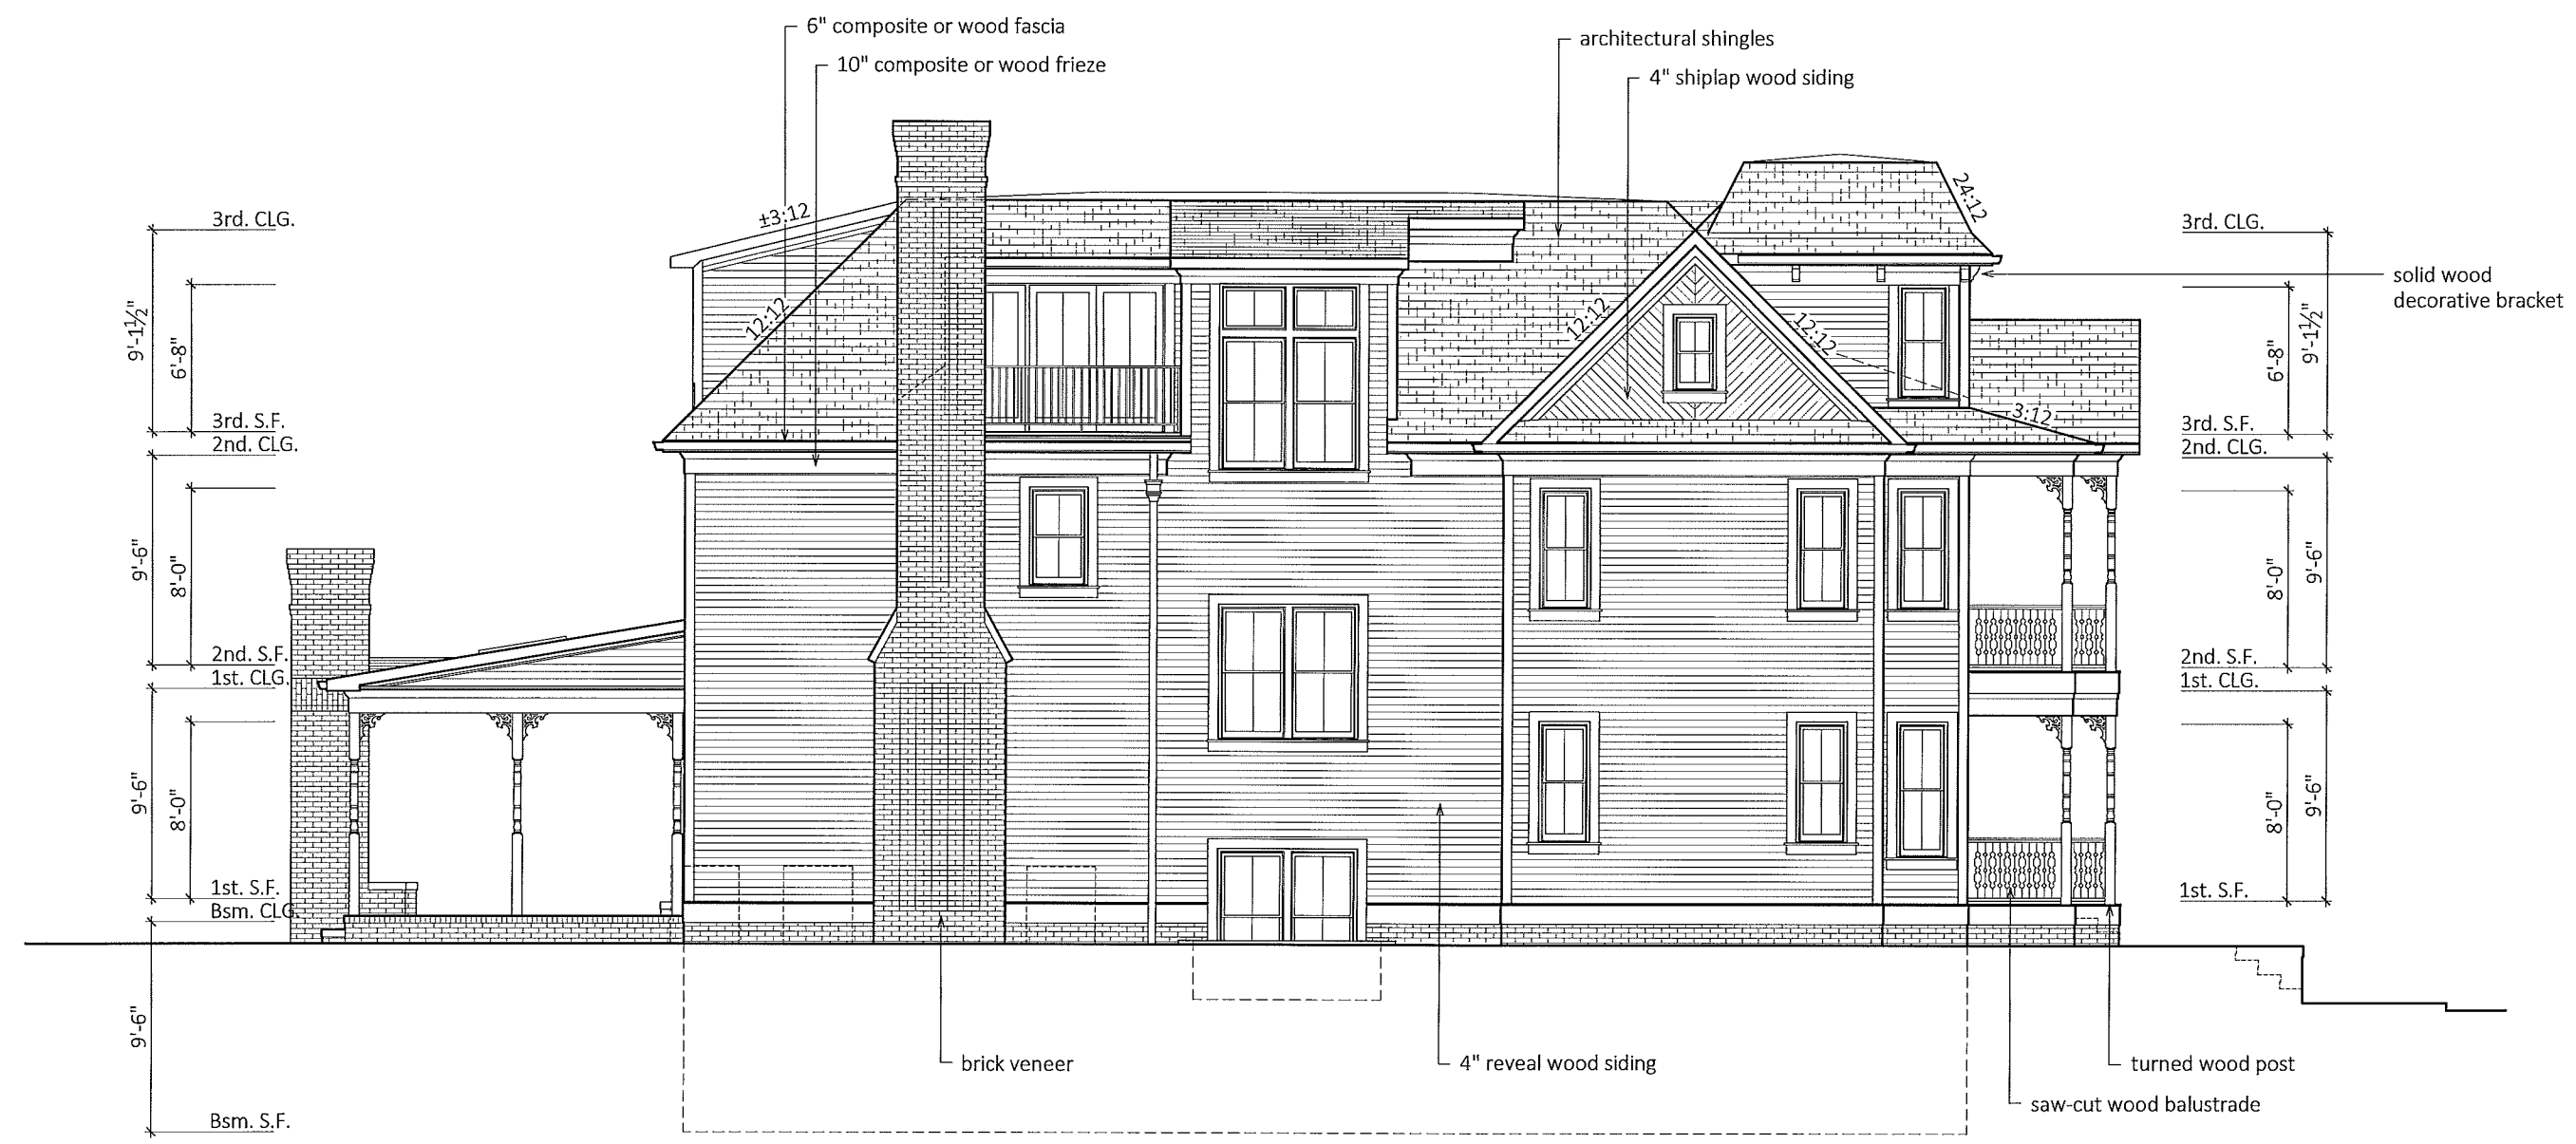 6" composite or wood fascia
10" composite or wood frieze
architectural shingles
4" shiplap wood siding
±3:12
24:12
3rd. CLG.
3rd. CLG.
solid wood
decorative bracket
12:12
12:12
12:12
9'-1½"
6'-8"
6'-8"
9'-1½"
3:12
3rd. S.F.
2nd. CLG.
3rd. S.F.
2nd. CLG.
9'-6"
8'-0"
8'-0"
9'-6"
2nd. S.F.
1st. CLG.
2nd. S.F.
1st. CLG.
9'-6"
8'-0"
8'-0"
9'-6"
1st. S.F.
Bsm. CLG.
1st. S.F.
9'-6"
brick veneer
4" reveal wood siding
turned wood post
saw-cut wood balustrade
Bsm. S.F.